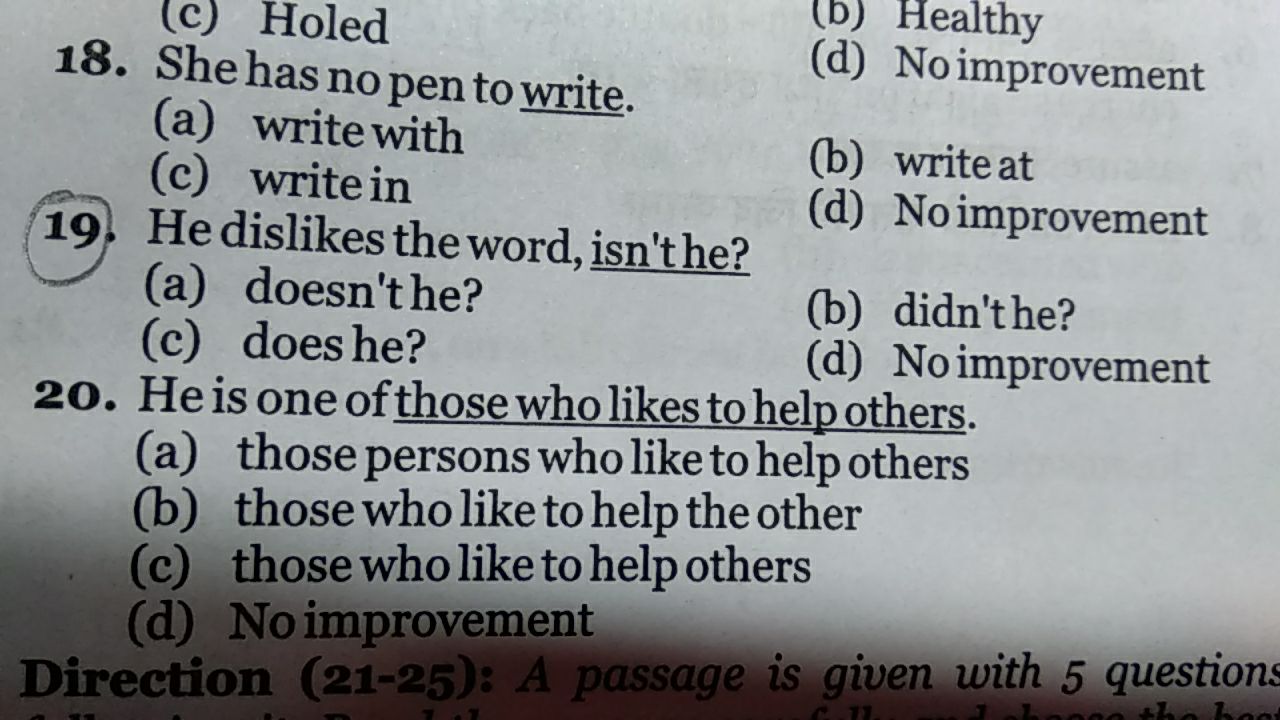 (c) Holed
(b) Healthy
(d) No improvement
18. She has no pen to write.
(a) write with
(b) write at
(c) write in
(d) No improvement
19. He dislikes the word, isn't he?
(a) doesn't he?
(b) didn't he?
(c) does he?
(d) No improvement
20. He is one of those who likes to help others.
(a) those persons who like to help others
(b) those who like to help the other
(c) those who like to help others
(d) No improvement
Direction (21-25): A passage is given with 5 questions